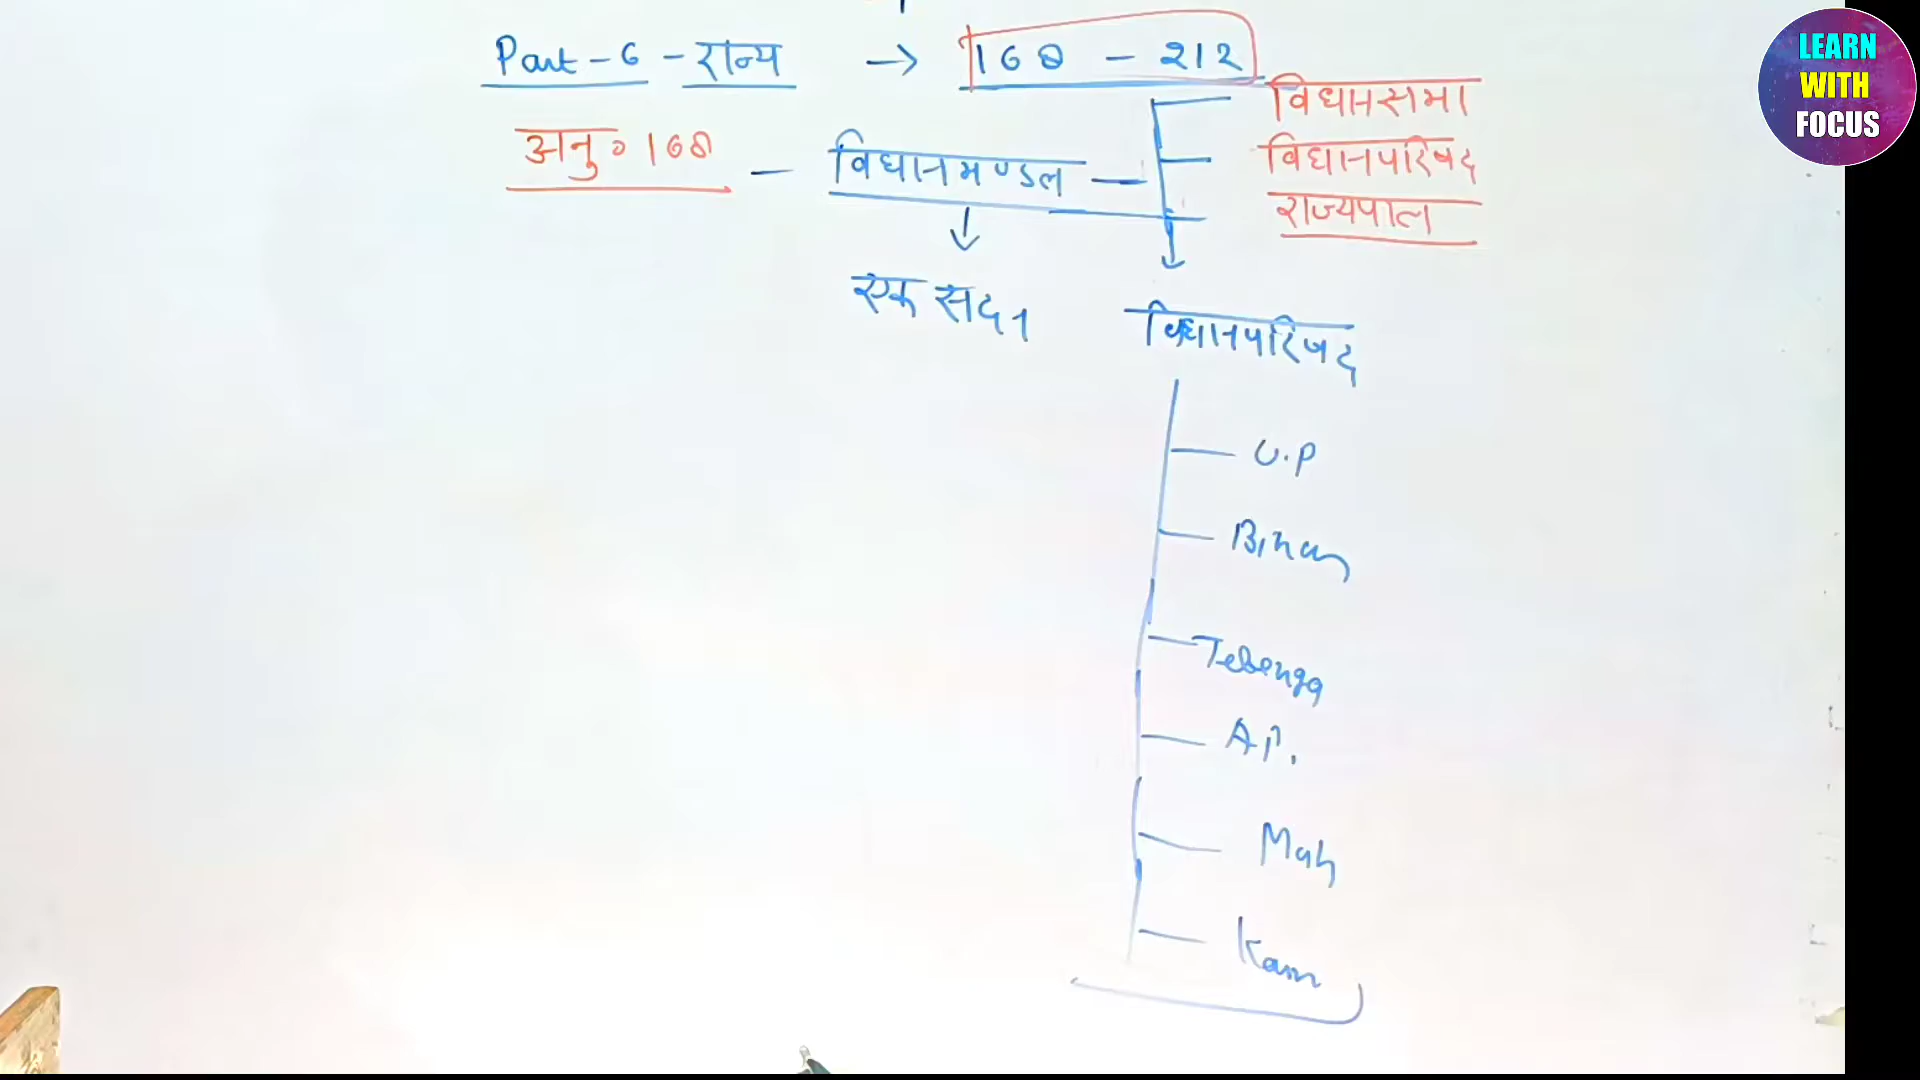 Part - 6 - राज्य → 168 - 212
अनु० 168 - विधानमण्डल - विधानसभा
विधानपरिषद
राज्यपाल
एक सदन
विधानपरिषद
U.P
Bihar
Telenga
A.P.
Mah
Karn
LEARN
WITH
FOCUS